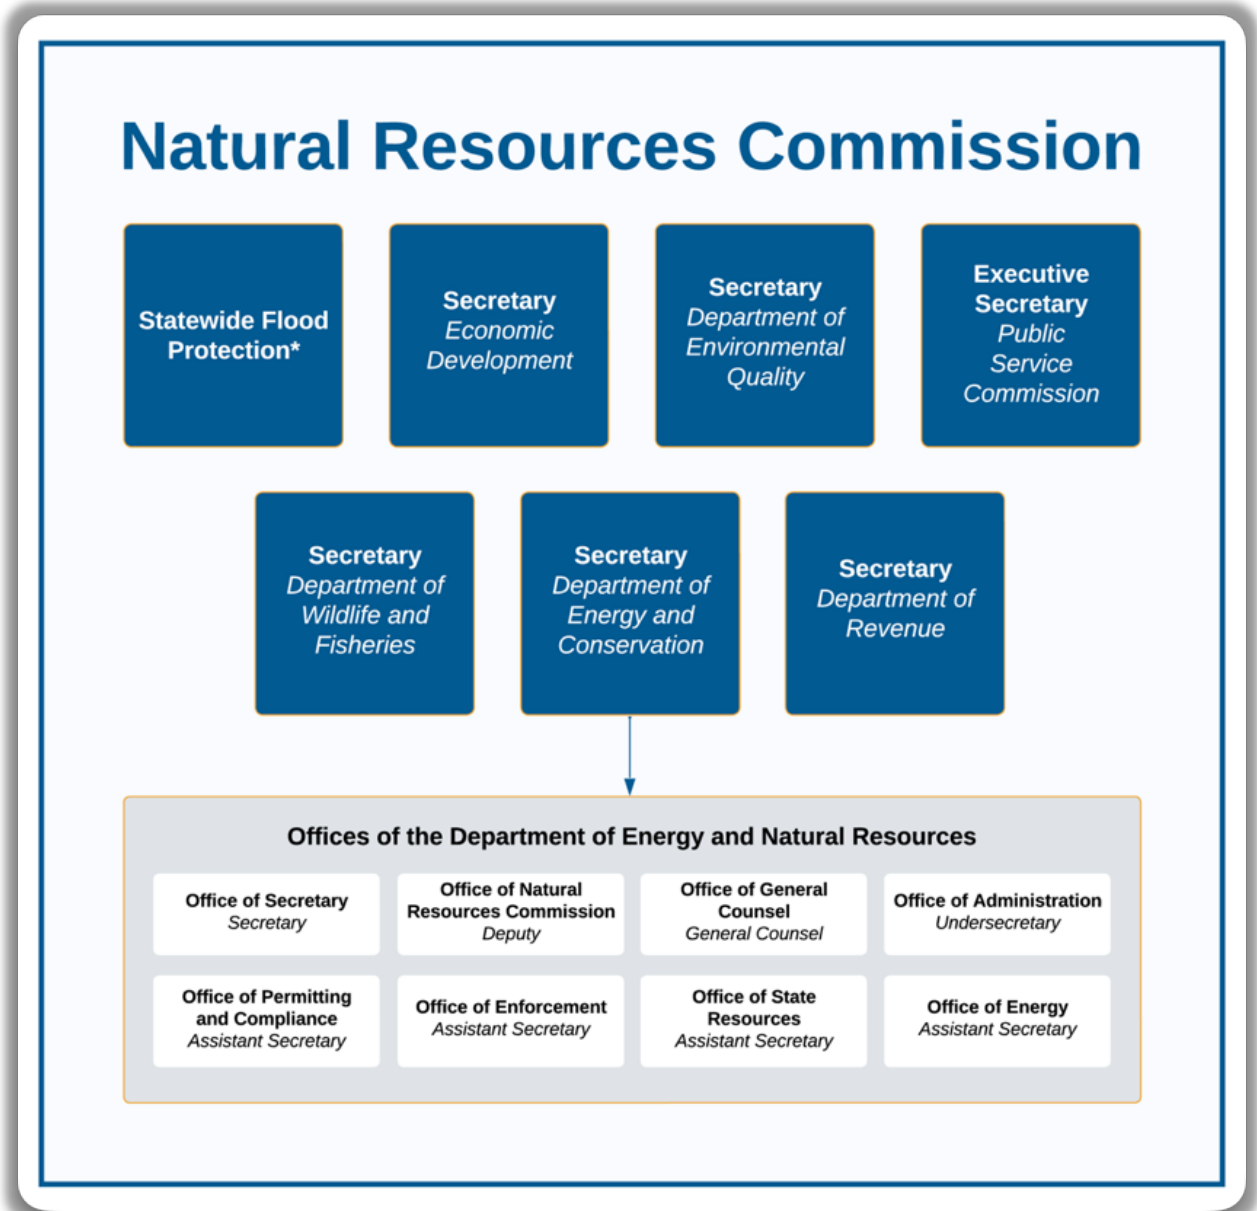 Natural Resources Commission
Statewide Flood
Protection*
Secretary
Economic
Development
Secretary
Department of
Environmental
Quality
Executive
Secretary
Public
Service
Commission
Secretary
Department of
Wildlife and
Fisheries
Secretary
Department of
Energy and
Conservation
Secretary
Department of
Revenue
Offices of the Department of Energy and Natural Resources
Office of Secretary
Secretary
Office of Natural
Resources Commission
Deputy
Office of General
Counsel
General Counsel
Office of Administration
Undersecretary
Office of Permitting
and Compliance
Assistant Secretary
Office of Enforcement
Assistant Secretary
Office of State
Resources
Assistant Secretary
Office of Energy
Assistant Secretary